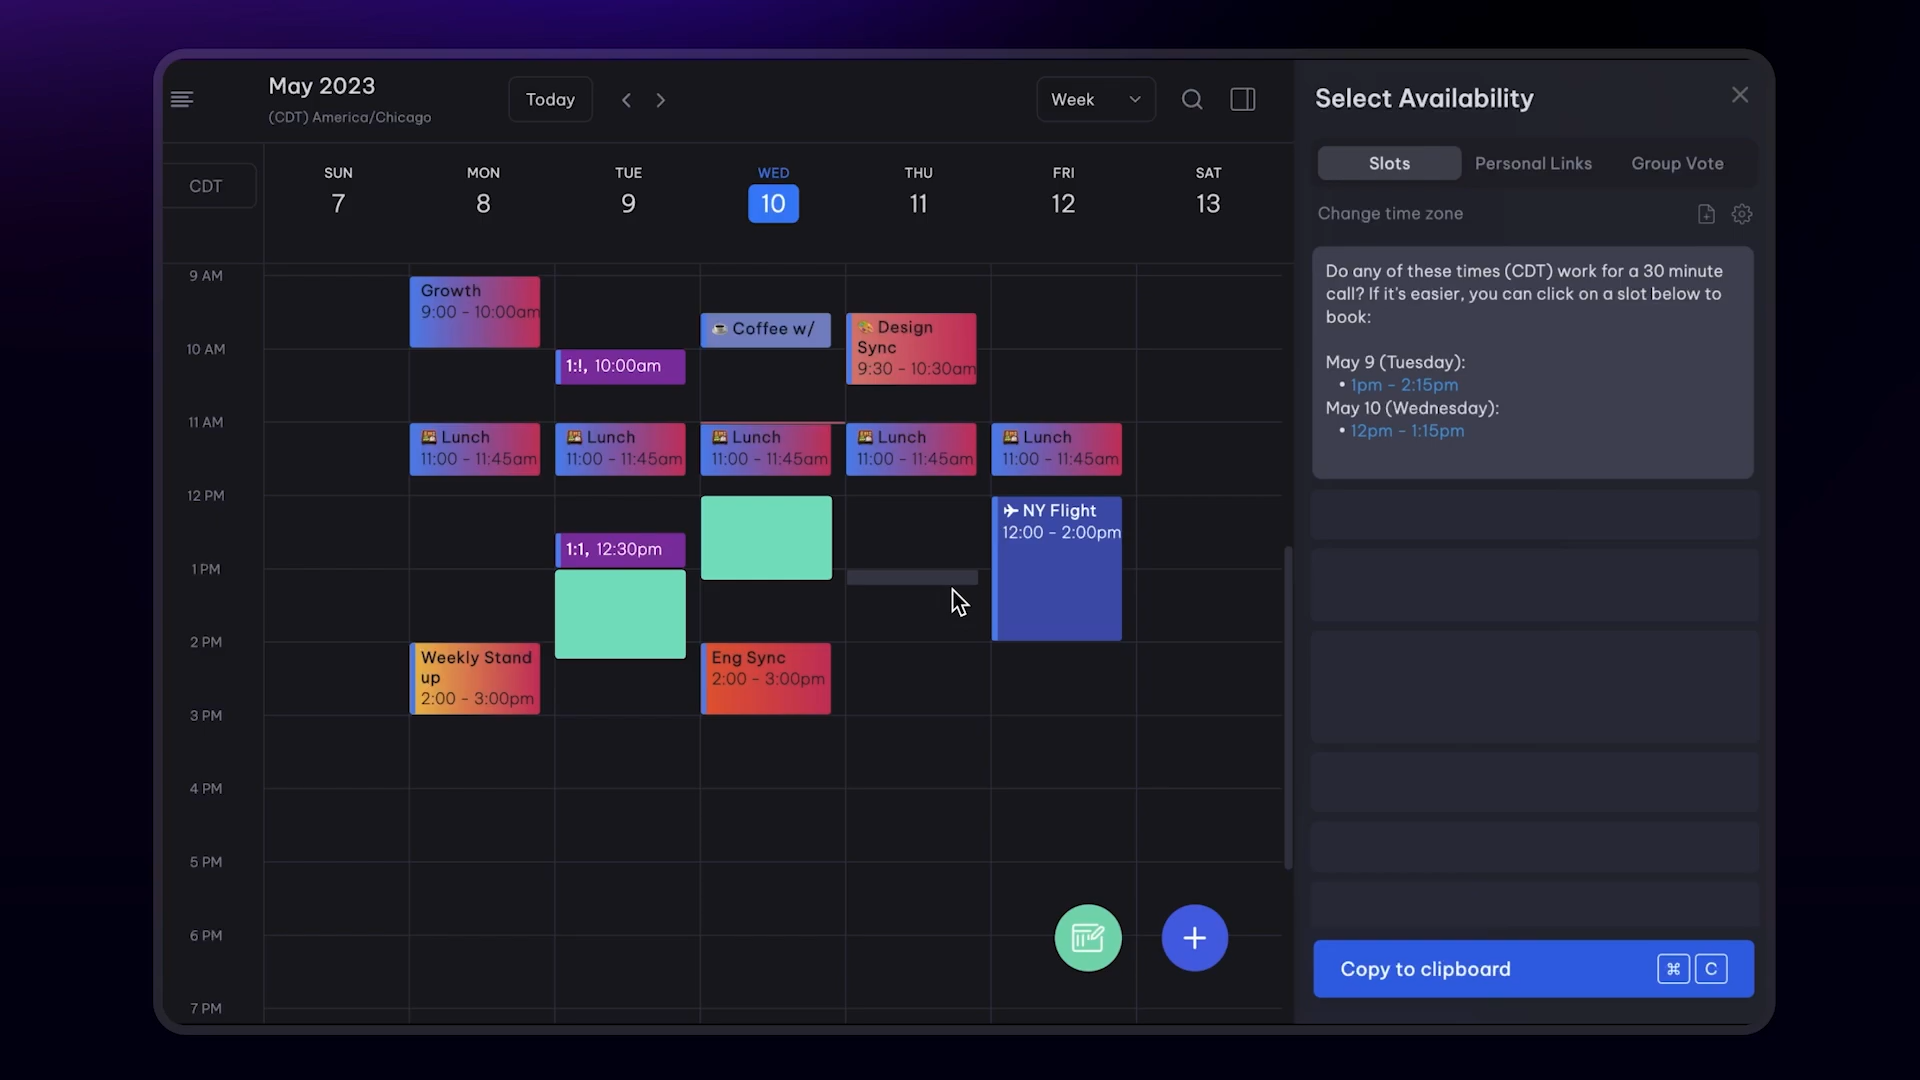 May 2023
(CDT) America/Chicago
Today
Week
CDT
SUN
7
MON
8
TUE
9
WED
10
THU
11
FRI
12
SAT
13
9 AM
10 AM
11 AM
12 PM
1 PM
2 PM
3 PM
4 PM
5 PM
6 PM
7 PM
Growth
9:00 - 10:00am
Lunch
11:00 - 11:45am
Weekly Stand
up
2:00 - 3:00pm
1:!, 10:00am
Lunch
11:00 - 11:45am
1:1, 12:30pm
Coffee w/
Lunch
11:00 - 11:45am
Eng Sync
2:00 - 3:00pm
Design
Sync
9:30 - 10:30am
Lunch
11:00 - 11:45am
Lunch
11:00 - 11:45am
NY Flight
12:00 - 2:00pm
Select Availability
Slots
Personal Links
Group Vote
Change time zone
Do any of these times (CDT) work for a 30 minute
call? If it's easier, you can click on a slot below to
book:
May 9 (Tuesday):
• 1pm - 2:15pm
May 10 (Wednesday):
• 12pm - 1:15pm
Copy to clipboard
⌘ C